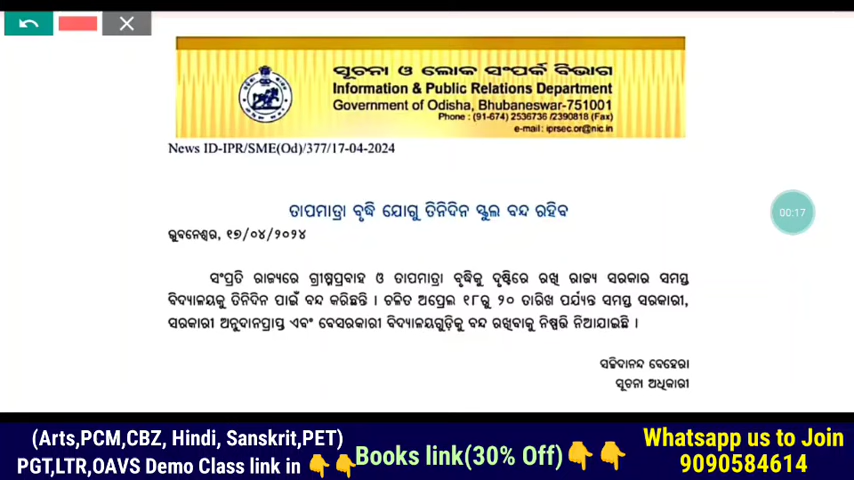 ସୂଚନା ଓ ଲୋକ ସଂପର୍କ ବିଭାଗ
Information & Public Relations Department
Government of Odisha, Bhubaneswar-751001
Phone : (91-674) 2536736 /2390818 (Fax)
e-mail : iprsec.or@nic.in
News ID-IPR/SME(Od)/377/17-04-2024
00:17
ତାପମାତ୍ରା ବୃଦ୍ଧି ଯୋଗୁ ତିନିଦିନ ସ୍କୁଲ ବନ୍ଦ ରହିବ
ଭୁବନେଶ୍ୱର, ୧୭/୦୪/୨୦୨୪
ସଂପ୍ରତି ରାଜ୍ୟରେ ଗ୍ରୀଷ୍ମପ୍ରବାହ ଓ ତାପମାତ୍ରା ବୃଦ୍ଧିକୁ ଦୃଷ୍ଟିରେ ରଖି ରାଜ୍ୟ ସରକାର ସମସ୍ତ
ବିଦ୍ୟାଳୟକୁ ତିନିଦିନ ପାଇଁ ବନ୍ଦ କରିଛନ୍ତି । ଚଳିତ ଅପ୍ରେଲ ୧୮ରୁ ୨୦ ତାରିଖ ପର୍ଯ୍ୟନ୍ତ ସମସ୍ତ ସରକାରୀ,
ସରକାରୀ ଅନୁଦାନପ୍ରାପ୍ତ ଏବଂ ବେସରକାରୀ ବିଦ୍ୟାଳୟଗୁଡ଼ିକୁ ବନ୍ଦ ରଖିବାକୁ ନିଷ୍ପତ୍ତି ନିଆଯାଇଛି ।
ସଚ୍ଚିଦାନନ୍ଦ ବେହେରା
ସୂଚନା ଅଧିକାରୀ
(Arts,PCM,CBZ, Hindi, Sanskrit,PET)
PGT,LTR,OAVS Demo Class link in 👇👇
Books link(30% Off)👇👇
Whatsapp us to Join
9090584614